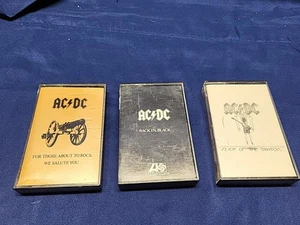 AC⚡DC
FOR THOSE ABOUT TO ROCK
WE SALUTE YOU
AC⚡DC
BACK IN BLACK
AC⚡DC
FLICK OF THE SWITCH